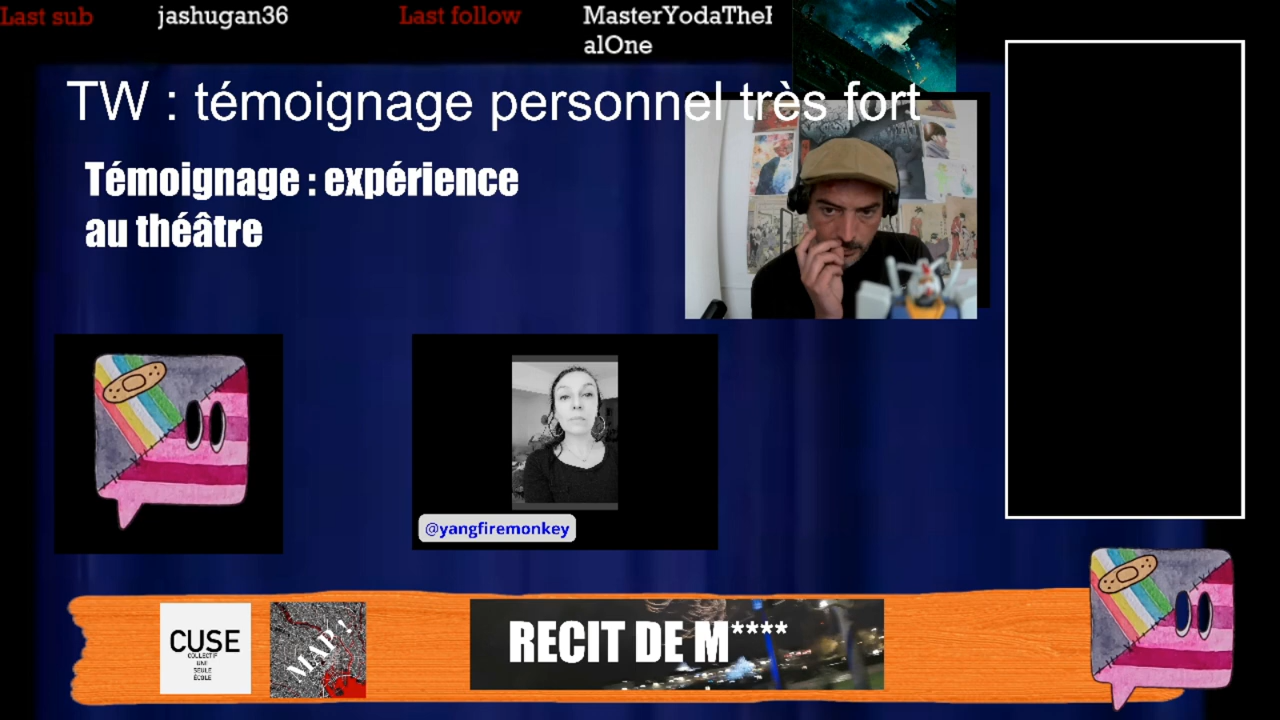 Last sub
jashugan36
Last follow
MasterYodaTheR
alOne
TW : témoignage personnel très fort
Témoignage : expérience
au théâtre
@yangfiremonkey
CUSE
COLLECTIF
UNE
SEULE
ÉCOLE
MAP !
RECIT DE M****